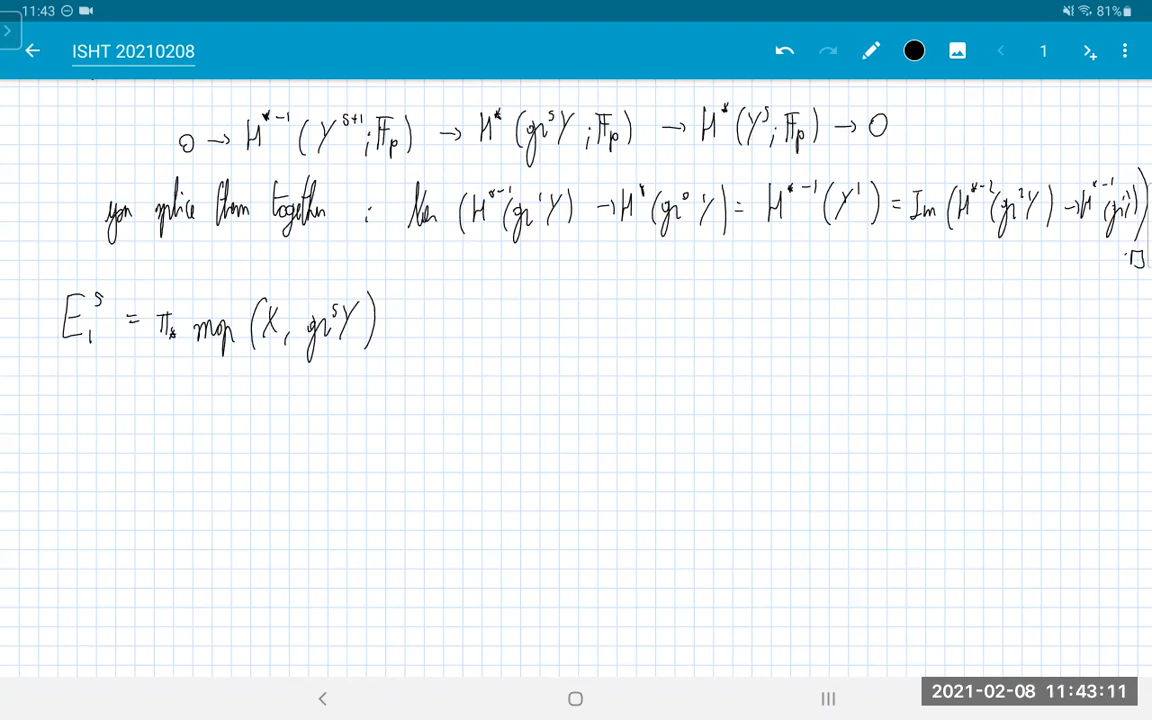 11:43 81%
ISHT 20210208 1
0 → H^{*-1}(Y^{s+1}; 𝔽_p) → H^*(gr^s Y; 𝔽_p) → H^*(Y^s; 𝔽_p) → 0
you splice them together : Ker (H^{*-1}(gr^1 Y) → H^*(gr^0 Y) = H^{*-1}(Y^1) = Im (H^{*-2}(gr^2 Y) → H^{*-1}(gr^1))
□
E_1^s = π_* map (X, gr^s Y)
2021-02-08 11:43:11